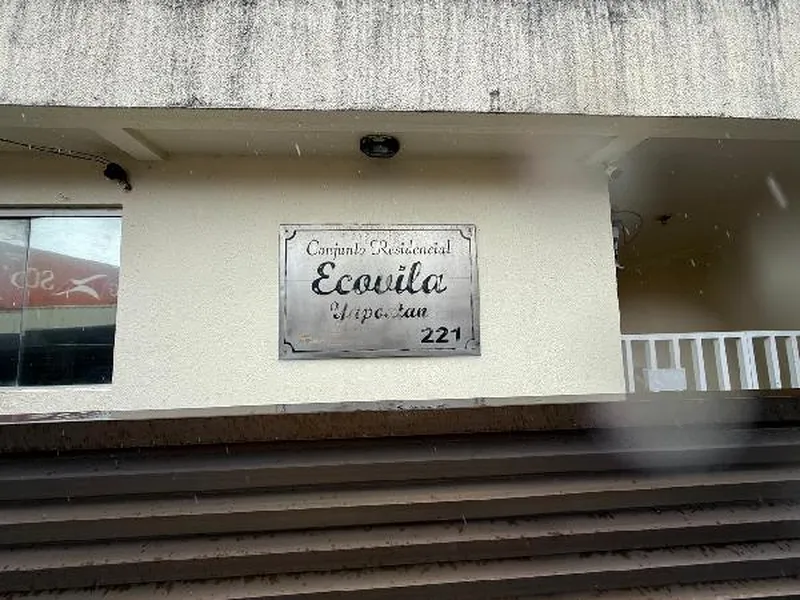 Conjunto Residencial
Ecovila
221